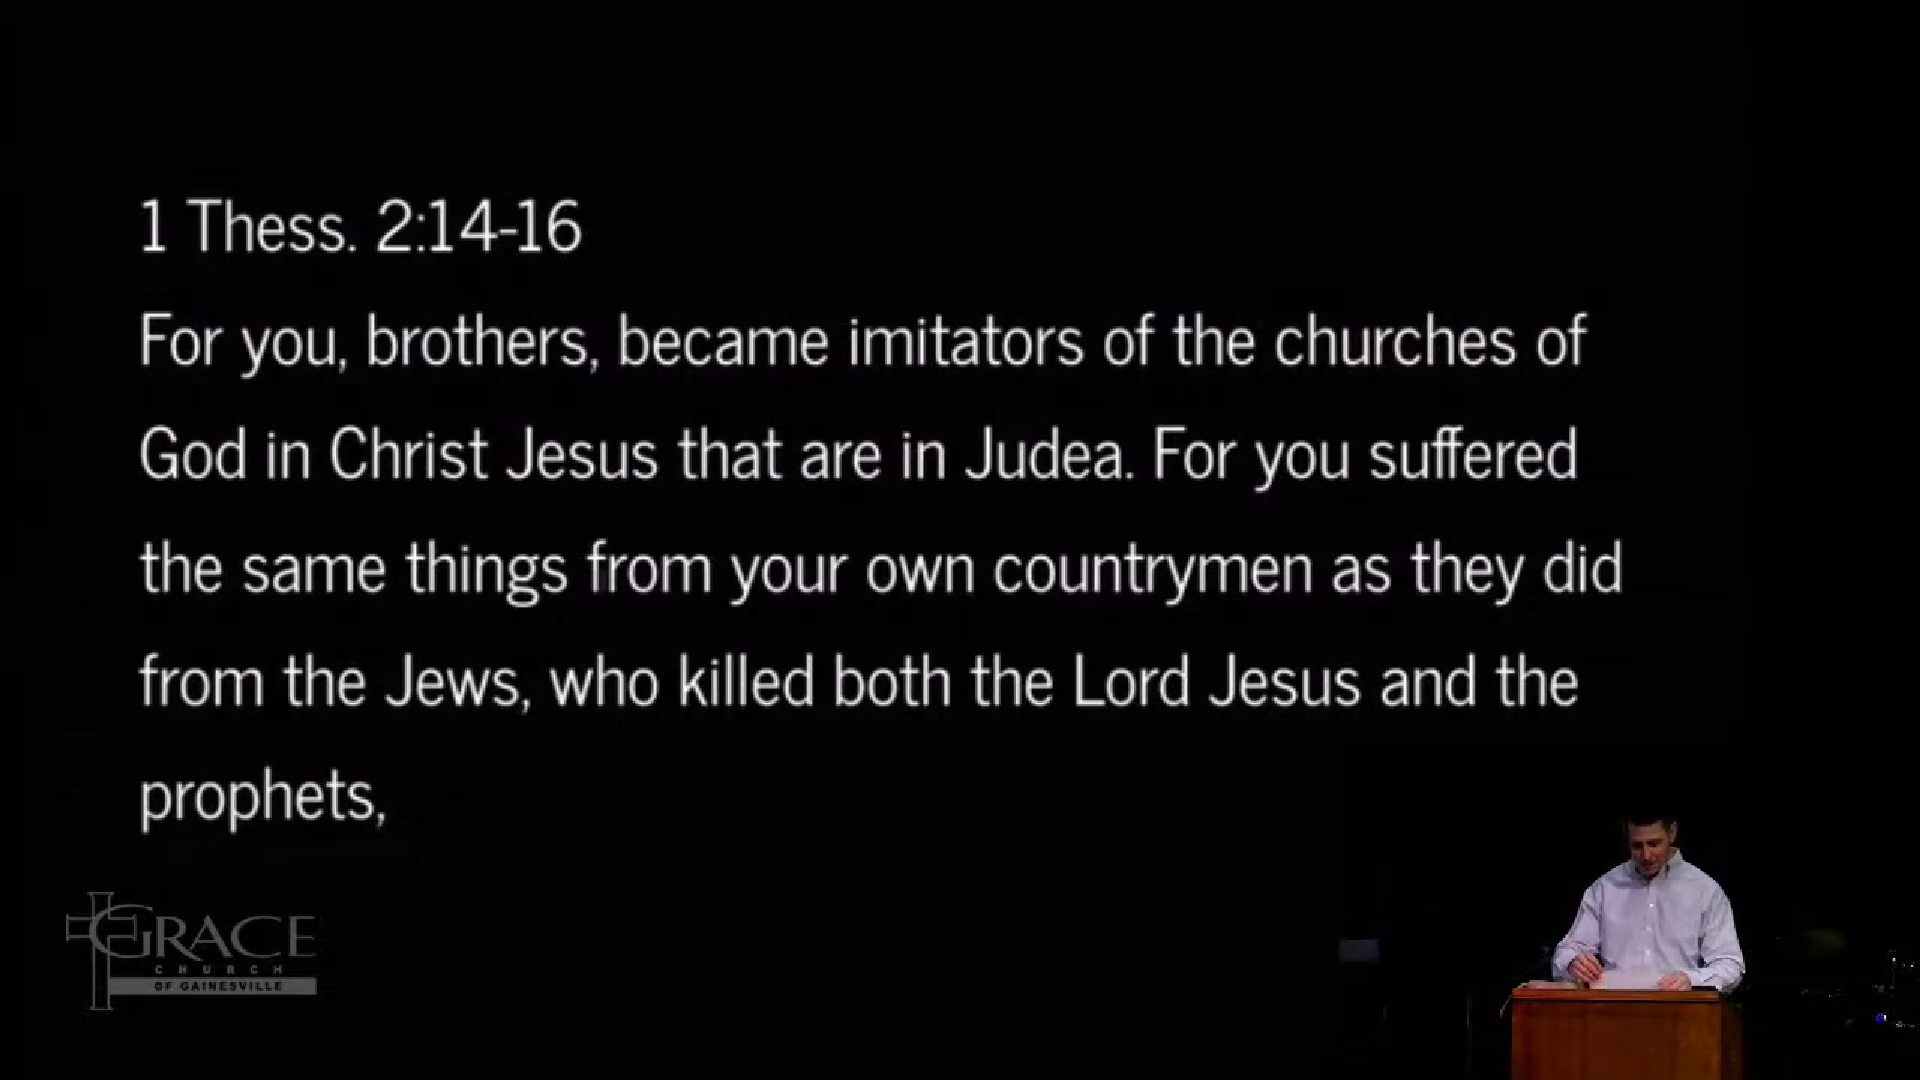 1 Thess. 2:14-16
For you, brothers, became imitators of the churches of
God in Christ Jesus that are in Judea. For you suffered
the same things from your own countrymen as they did
from the Jews, who killed both the Lord Jesus and the
prophets,
GRACE
CHURCH
OF GAINESVILLE